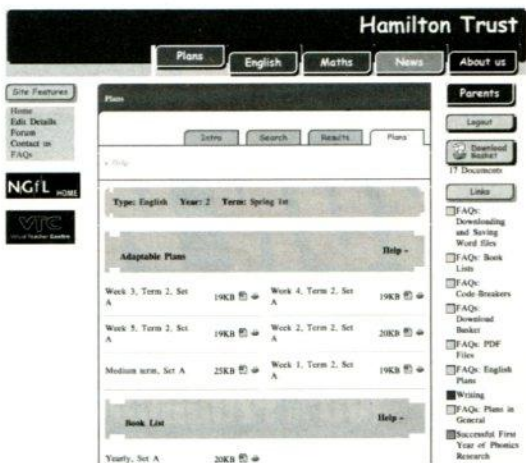 Hamilton Trust
Plans
English
Maths
News
About us
Site Features
Home
Edit Details
Forum
Contact us
FAQs
NGfL HOME
VTC
Virtual Teacher Centre
Plans
Intro
Search
Results
Plans
Help
Type: English Year: 2 Term: Spring 1st
Adaptable Plans
Help -
Week 3, Term 2, Set
A
19KB
Week 4, Term 2, Set
A
19KB
Week 5, Term 2, Set
A
19KB
Week 2, Term 2, Set
A
20KB
Medium term, Set A
25KB
Week 1, Term 2, Set
A
19KB
Book List
Help -
Yearly, Set A
20KB
Parents
Logout
Download
Basket
17 Documents
Links
FAQs:
Downloading
and Saving
Word files
FAQs: Book
Lists
FAQs:
Code-Breakers
FAQs:
Download
Basket
FAQs: PDF
Files
FAQs: English
Plans
Writing
FAQs: Plans in
General
Successful First
Year of Phonics
Research